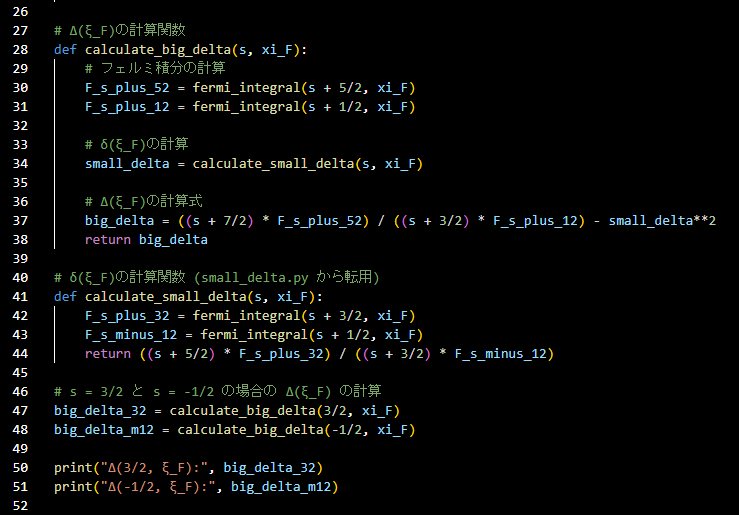 26
27 # Δ(ξ_F)の計算関数
28 def calculate_big_delta(s, xi_F):
29     # フェルミ積分の計算
30     F_s_plus_52 = fermi_integral(s + 5/2, xi_F)
31     F_s_plus_12 = fermi_integral(s + 1/2, xi_F)
32
33     # δ(ξ_F)の計算
34     small_delta = calculate_small_delta(s, xi_F)
35
36     # Δ(ξ_F)の計算式
37     big_delta = ((s + 7/2) * F_s_plus_52) / ((s + 3/2) * F_s_plus_12) - small_delta**2
38     return big_delta
39
40 # δ(ξ_F)の計算関数 (small_delta.py から転用)
41 def calculate_small_delta(s, xi_F):
42     F_s_plus_32 = fermi_integral(s + 3/2, xi_F)
43     F_s_minus_12 = fermi_integral(s + 1/2, xi_F)
44     return ((s + 5/2) * F_s_plus_32) / ((s + 3/2) * F_s_minus_12)
45
46 # s = 3/2 と s = -1/2 の場合の Δ(ξ_F) の計算
47 big_delta_32 = calculate_big_delta(3/2, xi_F)
48 big_delta_m12 = calculate_big_delta(-1/2, xi_F)
49
50 print("Δ(3/2, ξ_F):", big_delta_32)
51 print("Δ(-1/2, ξ_F):", big_delta_m12)
52